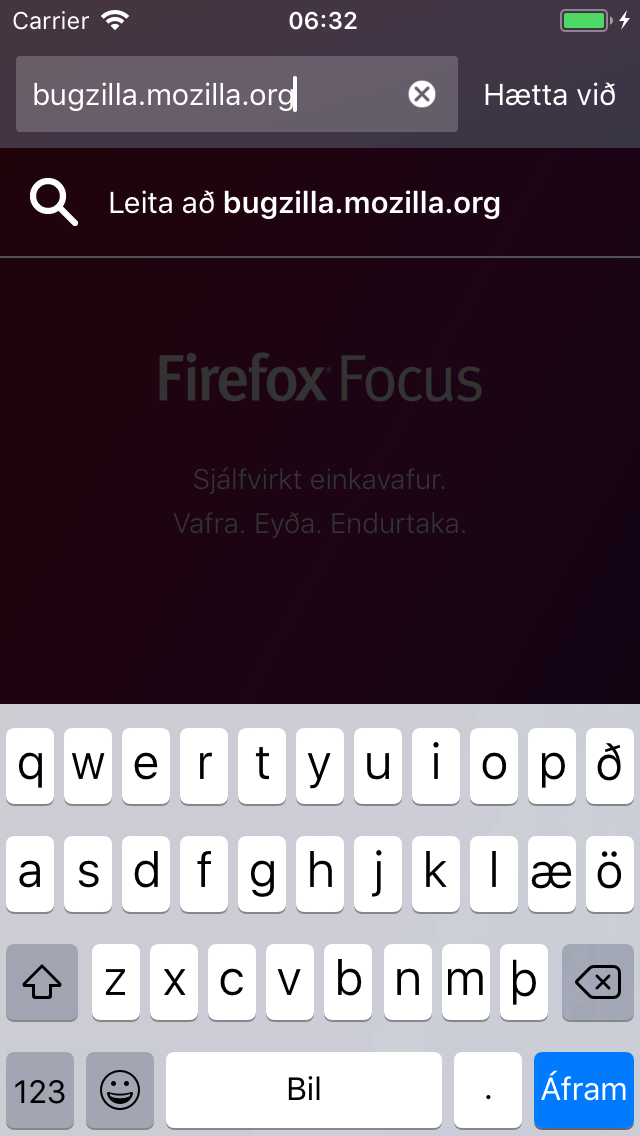 Carrier 06:32
bugzilla.mozilla.org Hætta við
Leita að bugzilla.mozilla.org
Firefox Focus
Sjálfvirkt einkavafur.
Vafra. Eyða. Endurtaka.
q w e r t y u i o p ð
a s d f g h j k l æ ö
z x c v b n m þ
123 Bil . Áfram